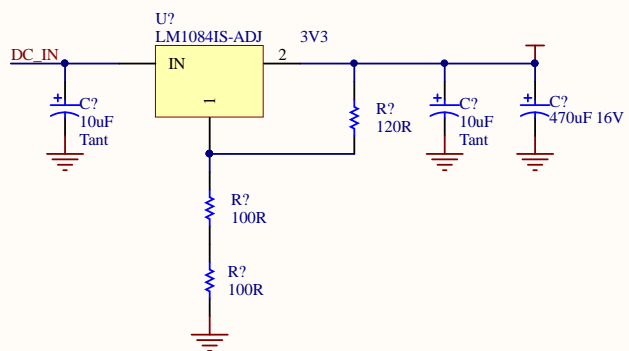 U?
LM1084IS-ADJ
3V3
DC_IN
IN
2
1
C?
10uF
Tant
R?
120R
C?
10uF
Tant
C?
470uF 16V
R?
100R
R?
100R